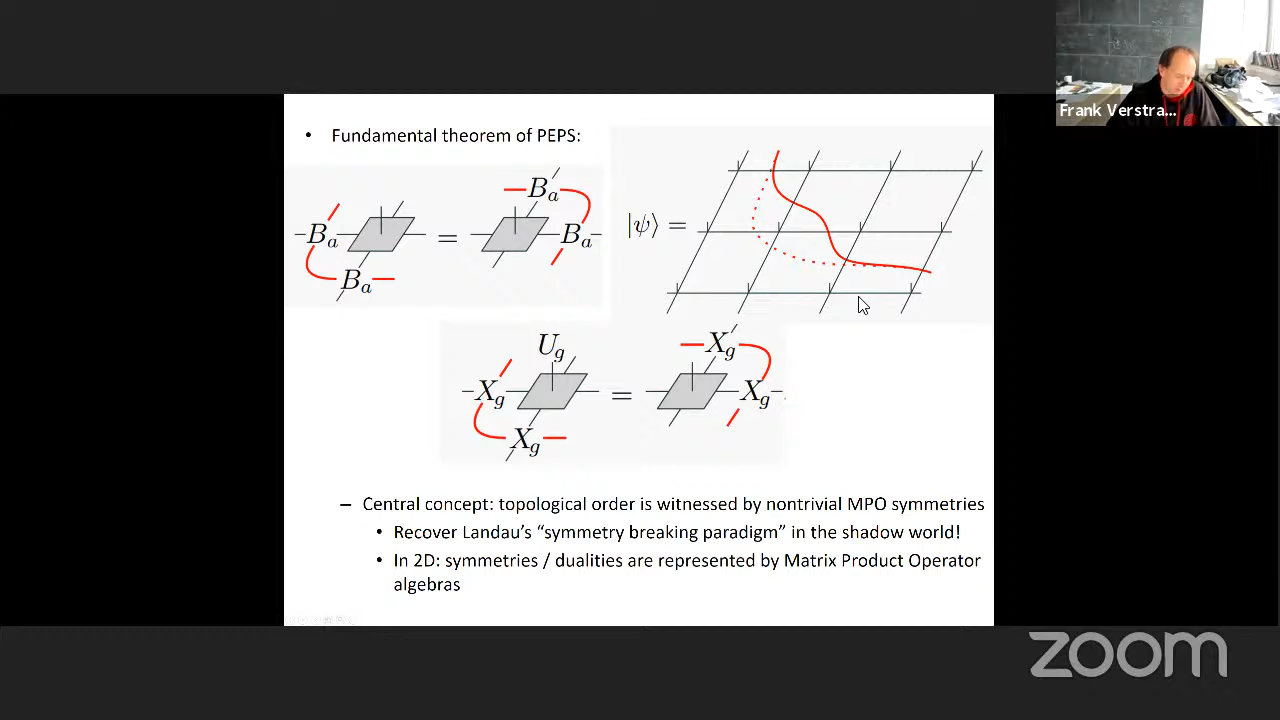 Frank Verstra...
• Fundamental theorem of PEPS:
B_a
B_a
=
B_a
B_a
|ψ⟩ =
U_g
X_g
X_g
=
X_g
X_g
– Central concept: topological order is witnessed by nontrivial MPO symmetries
• Recover Landau's “symmetry breaking paradigm” in the shadow world!
• In 2D: symmetries / dualities are represented by Matrix Product Operator
algebras
zoom